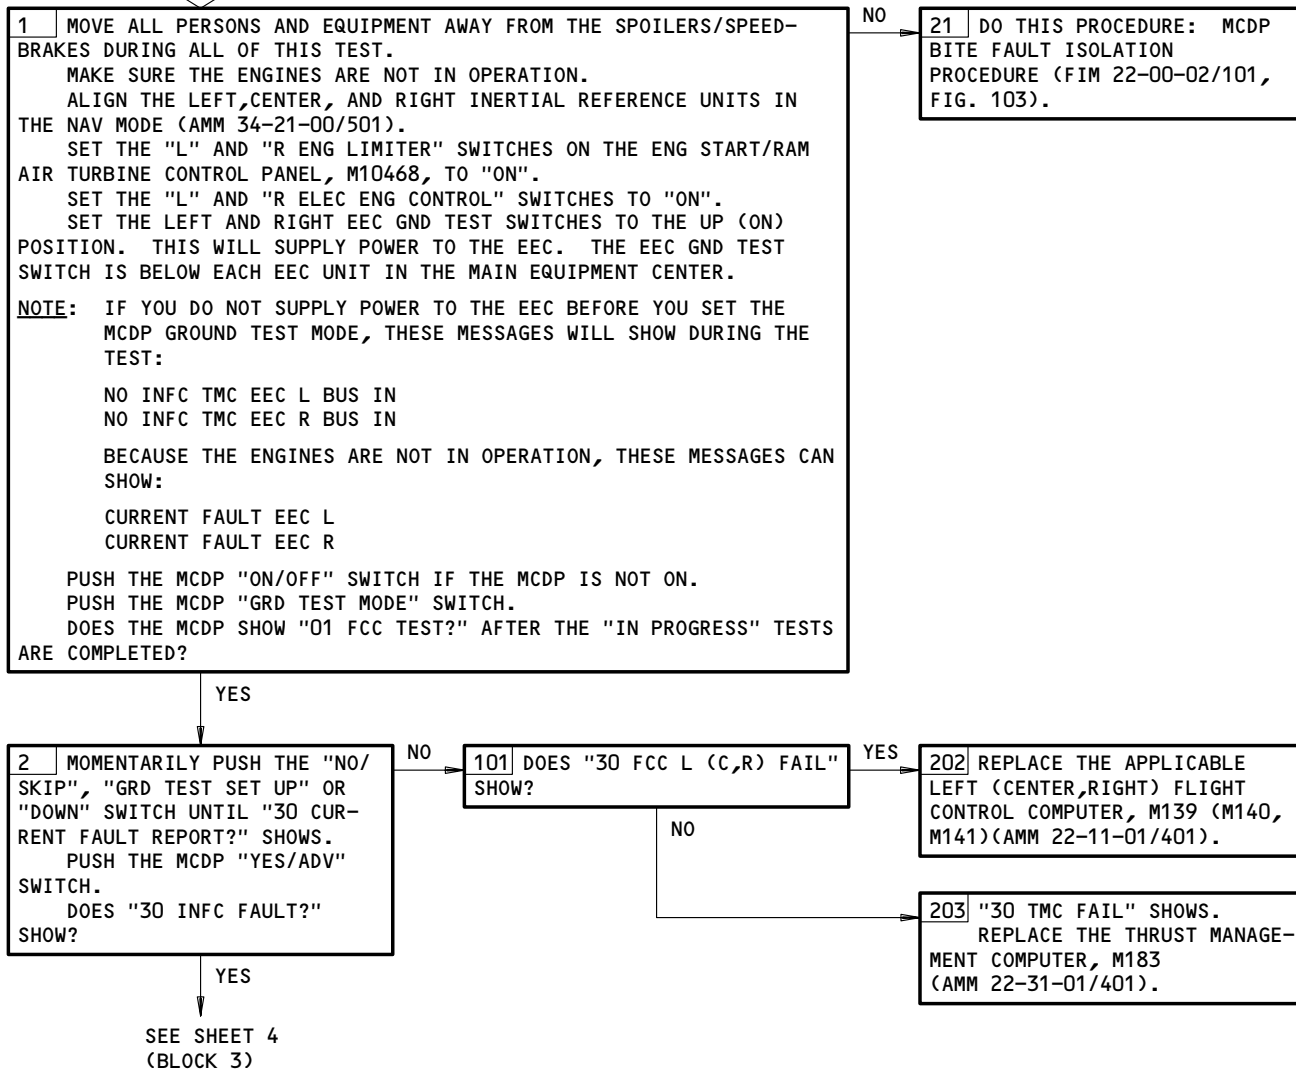 1 MOVE ALL PERSONS AND EQUIPMENT AWAY FROM THE SPOILERS/SPEED-
BRAKES DURING ALL OF THIS TEST.
MAKE SURE THE ENGINES ARE NOT IN OPERATION.
ALIGN THE LEFT,CENTER, AND RIGHT INERTIAL REFERENCE UNITS IN
THE NAV MODE (AMM 34-21-00/501).
SET THE "L" AND "R ENG LIMITER" SWITCHES ON THE ENG START/RAM
AIR TURBINE CONTROL PANEL, M10468, TO "ON".
SET THE "L" AND "R ELEC ENG CONTROL" SWITCHES TO "ON".
SET THE LEFT AND RIGHT EEC GND TEST SWITCHES TO THE UP (ON)
POSITION. THIS WILL SUPPLY POWER TO THE EEC. THE EEC GND TEST
SWITCH IS BELOW EACH EEC UNIT IN THE MAIN EQUIPMENT CENTER.
NOTE: IF YOU DO NOT SUPPLY POWER TO THE EEC BEFORE YOU SET THE
MCDP GROUND TEST MODE, THESE MESSAGES WILL SHOW DURING THE
TEST:
NO INFC TMC EEC L BUS IN
NO INFC TMC EEC R BUS IN
BECAUSE THE ENGINES ARE NOT IN OPERATION, THESE MESSAGES CAN
SHOW:
CURRENT FAULT EEC L
CURRENT FAULT EEC R
PUSH THE MCDP "ON/OFF" SWITCH IF THE MCDP IS NOT ON.
PUSH THE MCDP "GRD TEST MODE" SWITCH.
DOES THE MCDP SHOW "01 FCC TEST?" AFTER THE "IN PROGRESS" TESTS
ARE COMPLETED?
NO
21 DO THIS PROCEDURE: MCDP
BITE FAULT ISOLATION
PROCEDURE (FIM 22-00-02/101,
FIG. 103).
YES
2 MOMENTARILY PUSH THE "NO/
SKIP", "GRD TEST SET UP" OR
"DOWN" SWITCH UNTIL "30 CUR-
RENT FAULT REPORT?" SHOWS.
PUSH THE MCDP "YES/ADV"
SWITCH.
DOES "30 INFC FAULT?"
SHOW?
NO
101 DOES "30 FCC L (C,R) FAIL"
SHOW?
YES
202 REPLACE THE APPLICABLE
LEFT (CENTER,RIGHT) FLIGHT
CONTROL COMPUTER, M139 (M140,
M141)(AMM 22-11-01/401).
NO
203 "30 TMC FAIL" SHOWS.
REPLACE THE THRUST MANAGE-
MENT COMPUTER, M183
(AMM 22-31-01/401).
YES
SEE SHEET 4
(BLOCK 3)